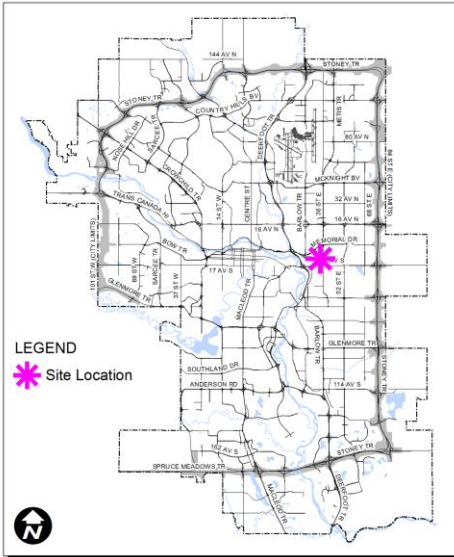 144 AV N
STONEY TR
STONEY TR
COUNTRY HILLS BV
DEERFOOT TR
METIS TR
NOSE HILL DR
SARCEE TR
80 AV N
CROWCHILD TR
84 ST E (CITY LIMITS)
MCKNIGHT BV
TRANS CANADA HI
14 ST W
CENTRE ST
BARLOW TR
36 ST E
32 AV N
68 ST E
16 AV N
16 AV N
101 ST W (CITY LIMITS)
BOW TR
MEMORIAL DR
69 ST W
SARCEE TR
37 ST W
17 AV S
V S
52 ST E
GLENMORE TR
MACLEOD TR
BARLOW TR
GLENMORE TR
LEGEND
Site Location
SOUTHLAND DR
ANDERSON RD
114 AV S
STONEY TR
162 AV S
STONEY TR
SPRUCE MEADOWS TR
MACLEOD TR
DEERFOOT TR
N